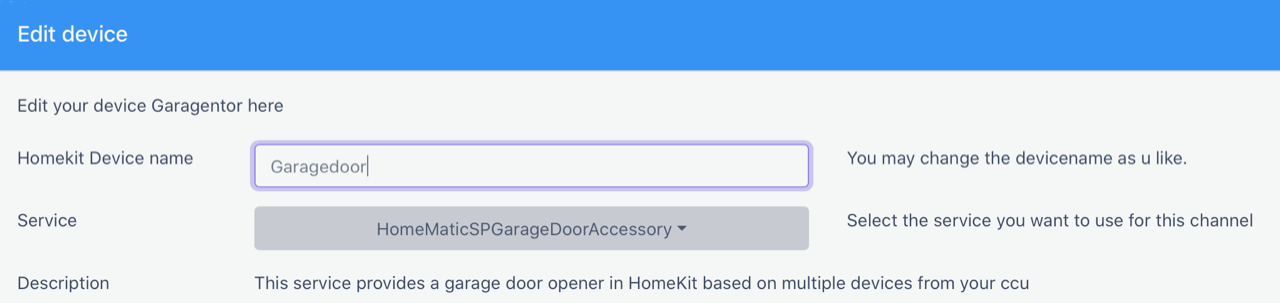 Edit device
Edit your device Garagentor here
Homekit Device name
Garagedoor
You may change the devicename as u like.
Service
HomeMaticSPGarageDoorAccessory
Select the service you want to use for this channel
Description
This service provides a garage door opener in HomeKit based on multiple devices from your ccu